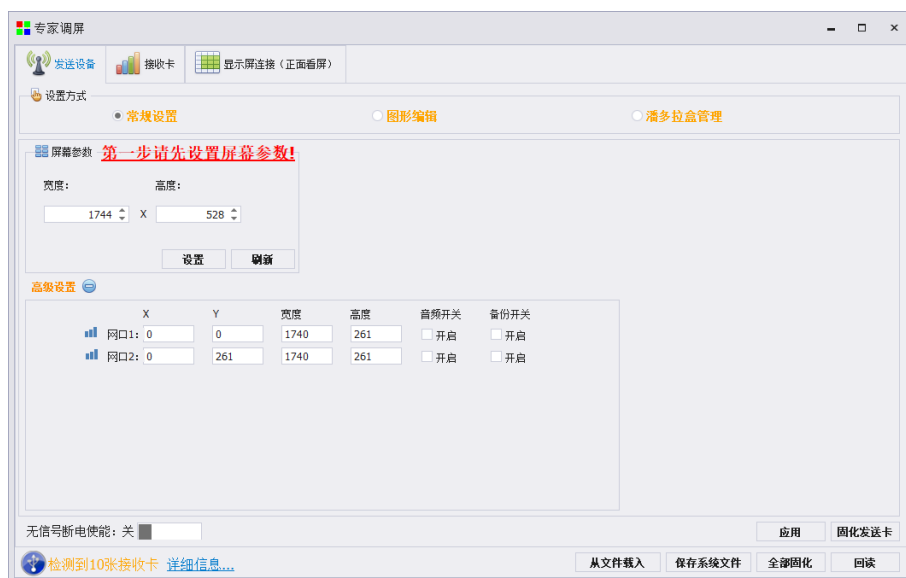 专家调屏
发送设备 接收卡 显示屏连接（正面看屏）
设置方式
常规设置 图形编辑 潘多拉盒管理
屏幕参数 第一步请先设置屏幕参数!
宽度： 高度：
1744 X 528
设置 刷新
高级设置
X Y 宽度 高度 音频开关 备份开关
网口1: 0 0 1740 261 开启 开启
网口2: 0 261 1740 261 开启 开启
无信号断电使能：关
应用 固化发送卡
检测到10张接收卡 详细信息...
从文件载入 保存系统文件 全部固化 回读